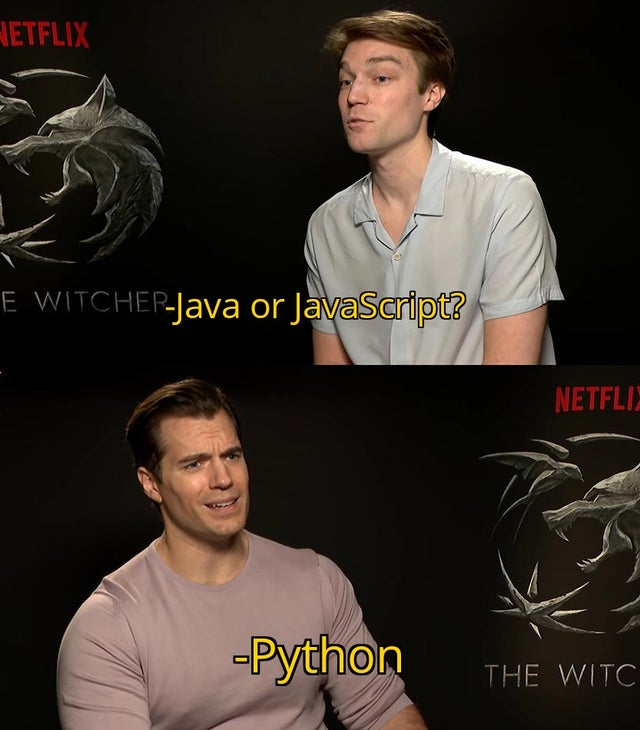 NETFLIX
E WITCHER
-Java or JavaScript?
NETFLIX
-Python
THE WITC